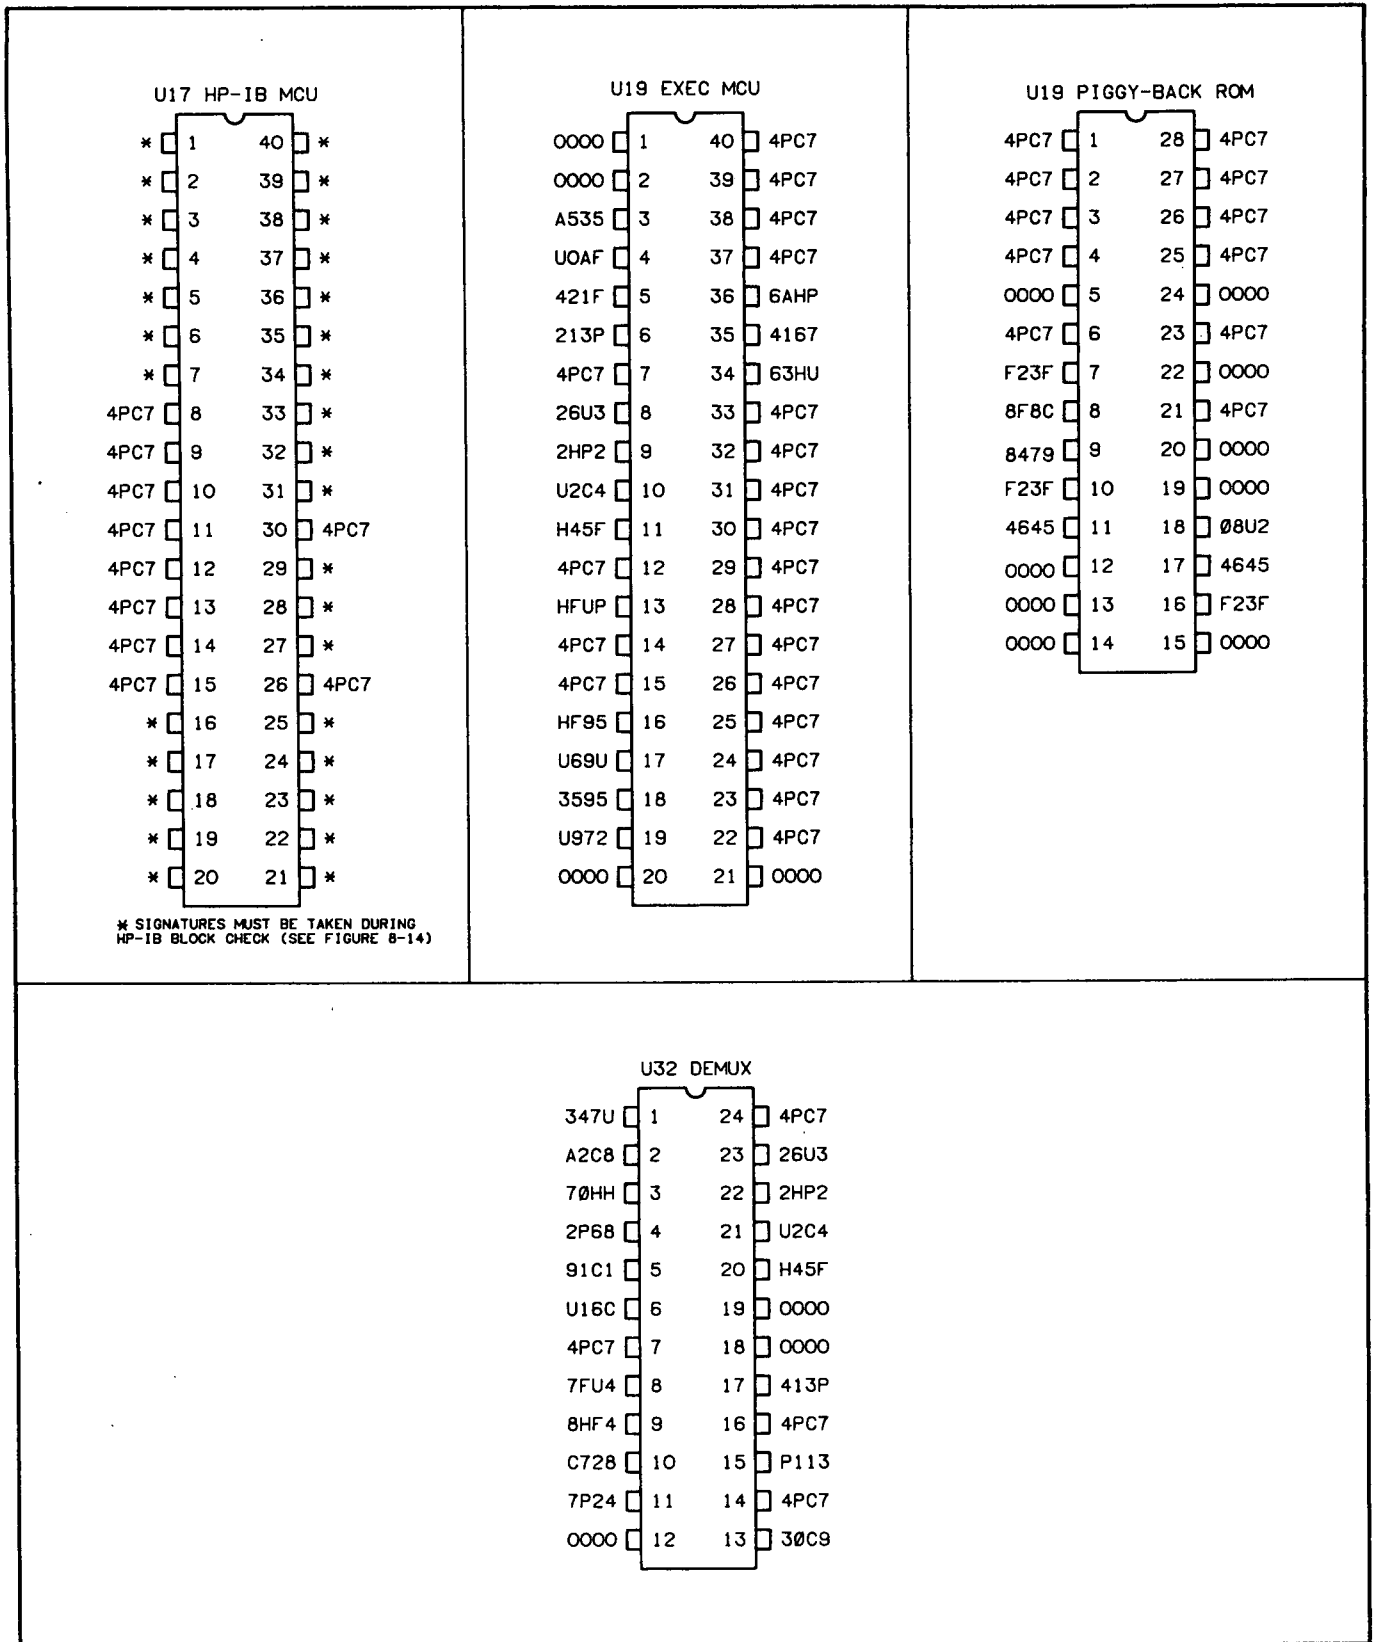 U17 HP-IB MCU
* 1 40 *
* 2 39 *
* 3 38 *
* 4 37 *
* 5 36 *
* 6 35 *
* 7 34 *
4PC7 8 33 *
4PC7 9 32 *
4PC7 10 31 *
4PC7 11 30 4PC7
4PC7 12 29 *
4PC7 13 28 *
4PC7 14 27 *
4PC7 15 26 4PC7
* 16 25 *
* 17 24 *
* 18 23 *
* 19 22 *
* 20 21 *
* SIGNATURES MUST BE TAKEN DURING
HP-IB BLOCK CHECK (SEE FIGURE 8-14)
U19 EXEC MCU
0000 1 40 4PC7
0000 2 39 4PC7
A535 3 38 4PC7
U0AF 4 37 4PC7
421F 5 36 6AHP
213P 6 35 4167
4PC7 7 34 63HU
26U3 8 33 4PC7
2HP2 9 32 4PC7
U2C4 10 31 4PC7
H45F 11 30 4PC7
4PC7 12 29 4PC7
HFUP 13 28 4PC7
4PC7 14 27 4PC7
4PC7 15 26 4PC7
HF95 16 25 4PC7
U69U 17 24 4PC7
3595 18 23 4PC7
U972 19 22 4PC7
0000 20 21 0000
U19 PIGGY-BACK ROM
4PC7 1 28 4PC7
4PC7 2 27 4PC7
4PC7 3 26 4PC7
4PC7 4 25 4PC7
0000 5 24 0000
4PC7 6 23 4PC7
F23F 7 22 0000
8F8C 8 21 4PC7
8479 9 20 0000
F23F 10 19 0000
4645 11 18 Ø8U2
0000 12 17 4645
0000 13 16 F23F
0000 14 15 0000
U32 DEMUX
347U 1 24 4PC7
A2C8 2 23 26U3
7ØHH 3 22 2HP2
2P68 4 21 U2C4
91C1 5 20 H45F
U16C 6 19 0000
4PC7 7 18 0000
7FU4 8 17 413P
8HF4 9 16 4PC7
C728 10 15 P113
7P24 11 14 4PC7
0000 12 13 3ØC9